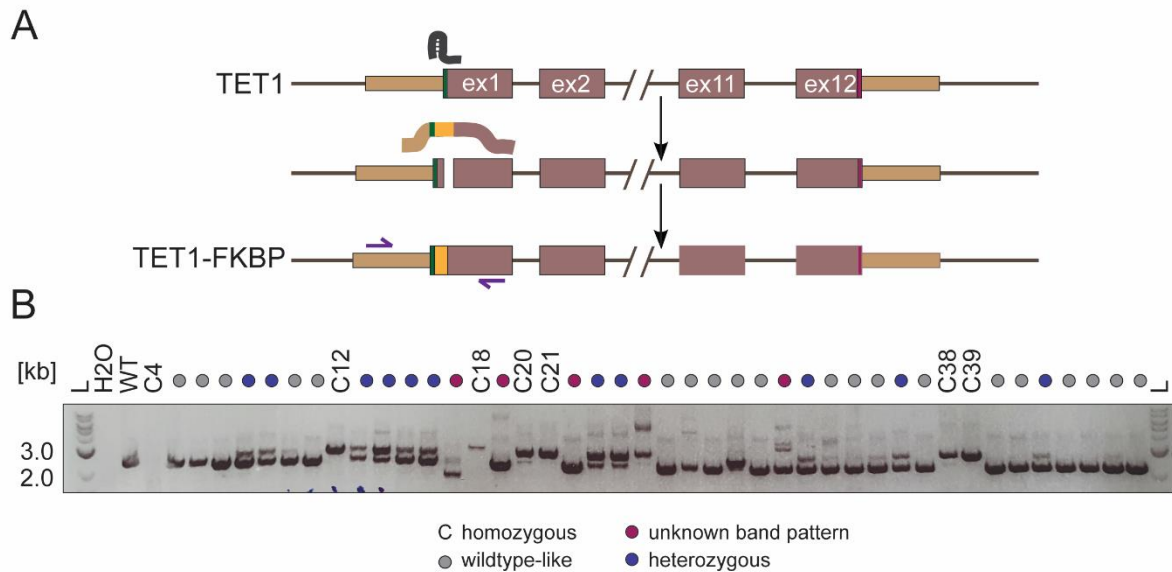 A
TET1
ex1 ex2 ex11 ex12
TET1-FKBP
B
[kb]
L H2O WT C4 C12 C18 C20 C21 C38 C39 L
3.0
2.0
C homozygous
unknown band pattern
wildtype-like
heterozygous